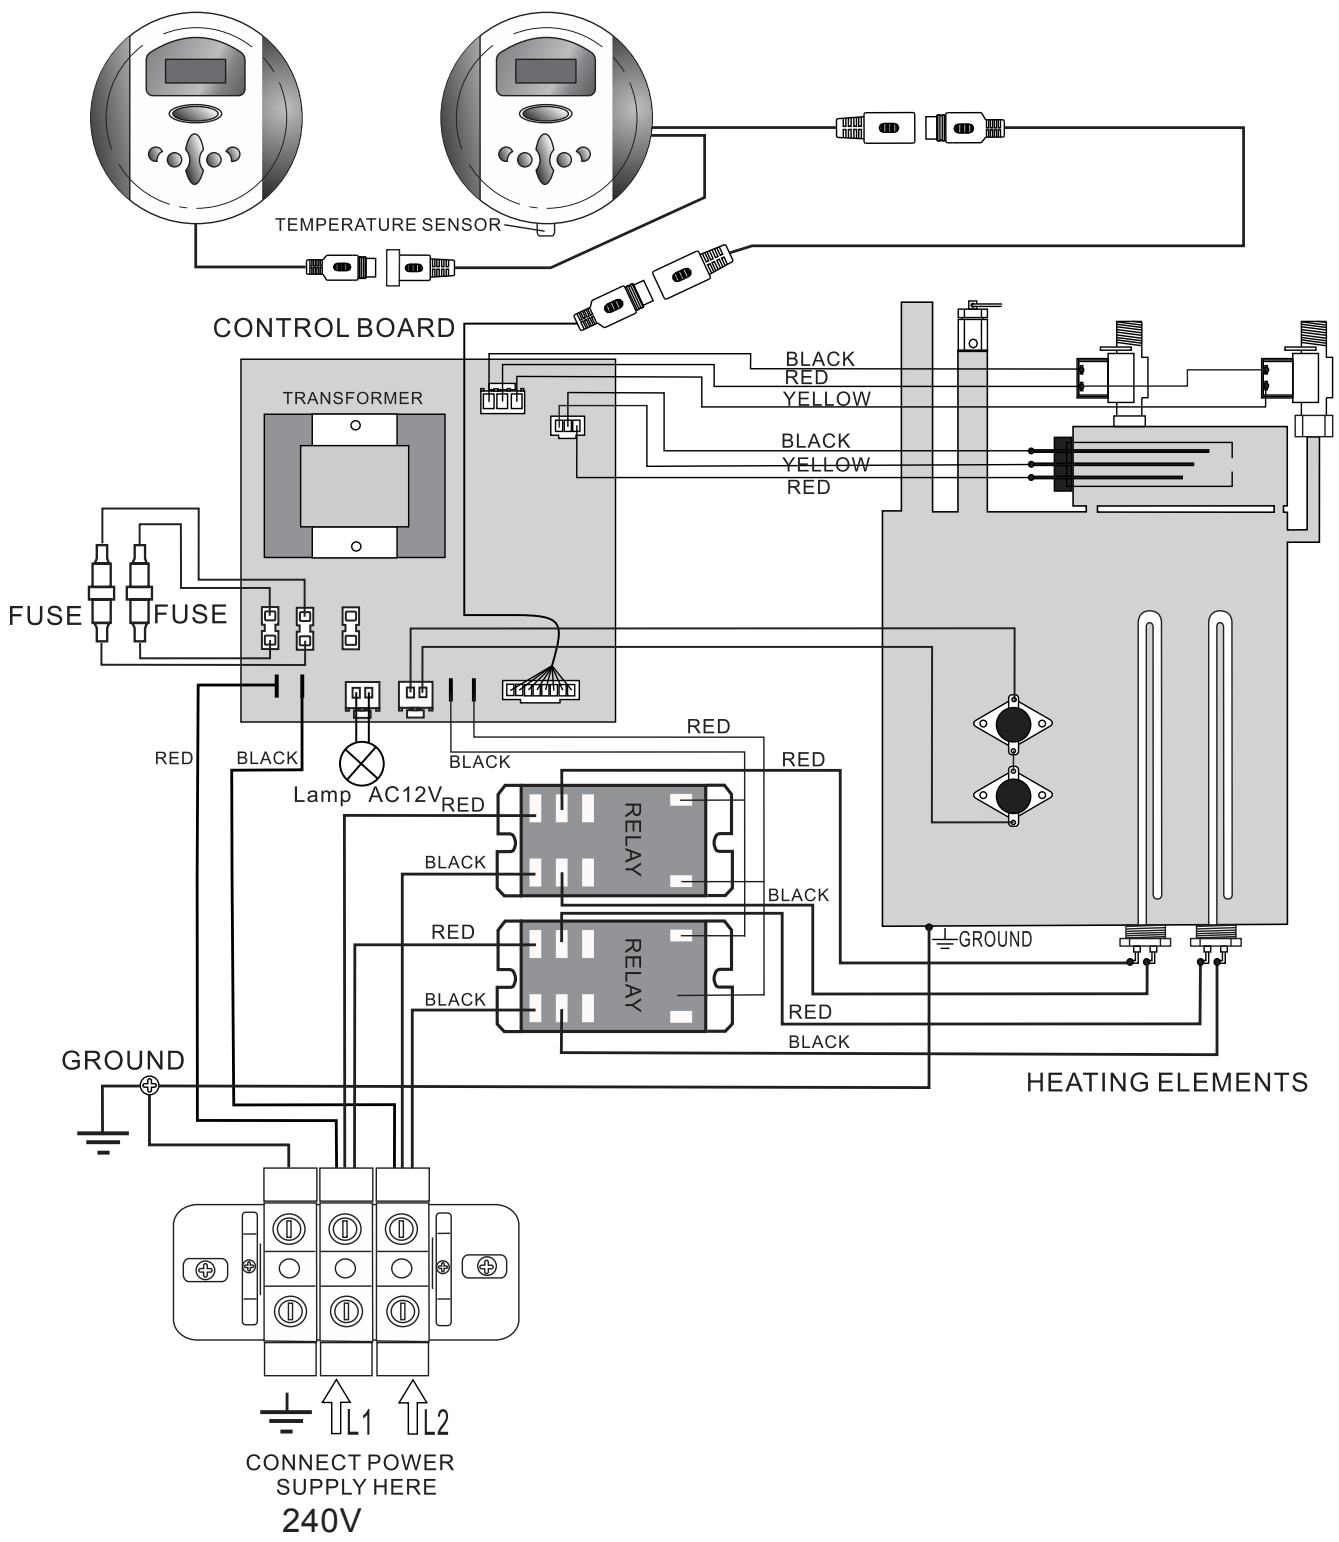 TEMPERATURE SENSOR
CONTROL BOARD
BLACK
RED
YELLOW
TRANSFORMER
BLACK
YELLOW
RED
FUSE
FUSE
RED
BLACK
RED
BLACK
RED
Lamp AC12V
RED
RELAY
BLACK
BLACK
RED
RELAY
GROUND
BLACK
RED
BLACK
GROUND
HEATING ELEMENTS
L1
L2
CONNECT POWER
SUPPLY HERE
240V